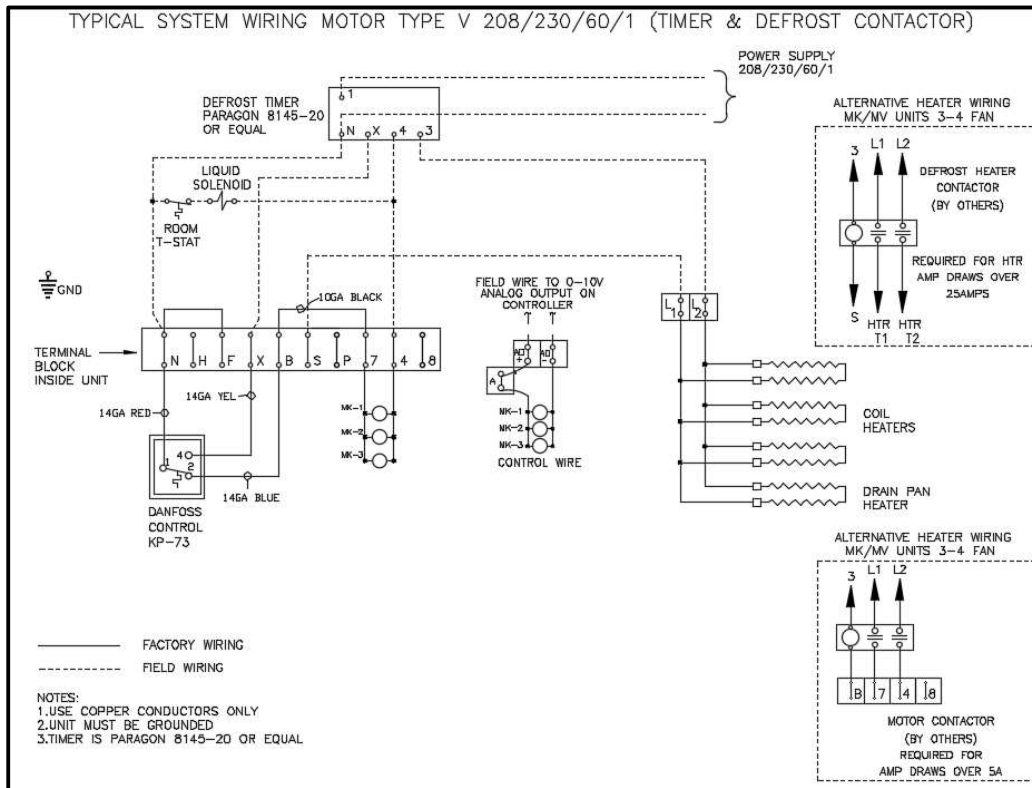 TYPICAL SYSTEM WIRING MOTOR TYPE V 208/230/60/1 (TIMER & DEFROST CONTACTOR)
POWER SUPPLY
208/230/60/1
DEFROST TIMER
PARAGON 8145-20
OR EQUAL
1
N X 4 3
LIQUID
SOLENOID
ROOM
T-STAT
GND
10GA BLACK
FIELD WIRE TO 0-10V
ANALOG OUTPUT ON
CONTROLLER
TERMINAL
BLOCK
INSIDE UNIT
N H F X B S P 7 4 8
14GA RED
14GA YEL
14GA BLUE
4
1 2
DANFOSS
CONTROL
KP-73
MK-1
MK-2
MK-3
AO +
AO -
A
NK-1
NK-2
NK-3
CONTROL WIRE
L1 L2
COIL
HEATERS
DRAIN PAN
HEATER
ALTERNATIVE HEATER WIRING
MK/MV UNITS 3-4 FAN
3 L1 L2
DEFROST HEATER
CONTACTOR
(BY OTHERS)
REQUIRED FOR HTR
AMP DRAWS OVER
25AMPS
S HTR HTR
T1 T2
ALTERNATIVE HEATER WIRING
MK/MV UNITS 3-4 FAN
3 L1 L2
B 7 4 8
MOTOR CONTACTOR
(BY OTHERS)
REQUIRED FOR
AMP DRAWS OVER 5A
FACTORY WIRING
FIELD WIRING
NOTES:
1.USE COPPER CONDUCTORS ONLY
2.UNIT MUST BE GROUNDED
3.TIMER IS PARAGON 8145-20 OR EQUAL